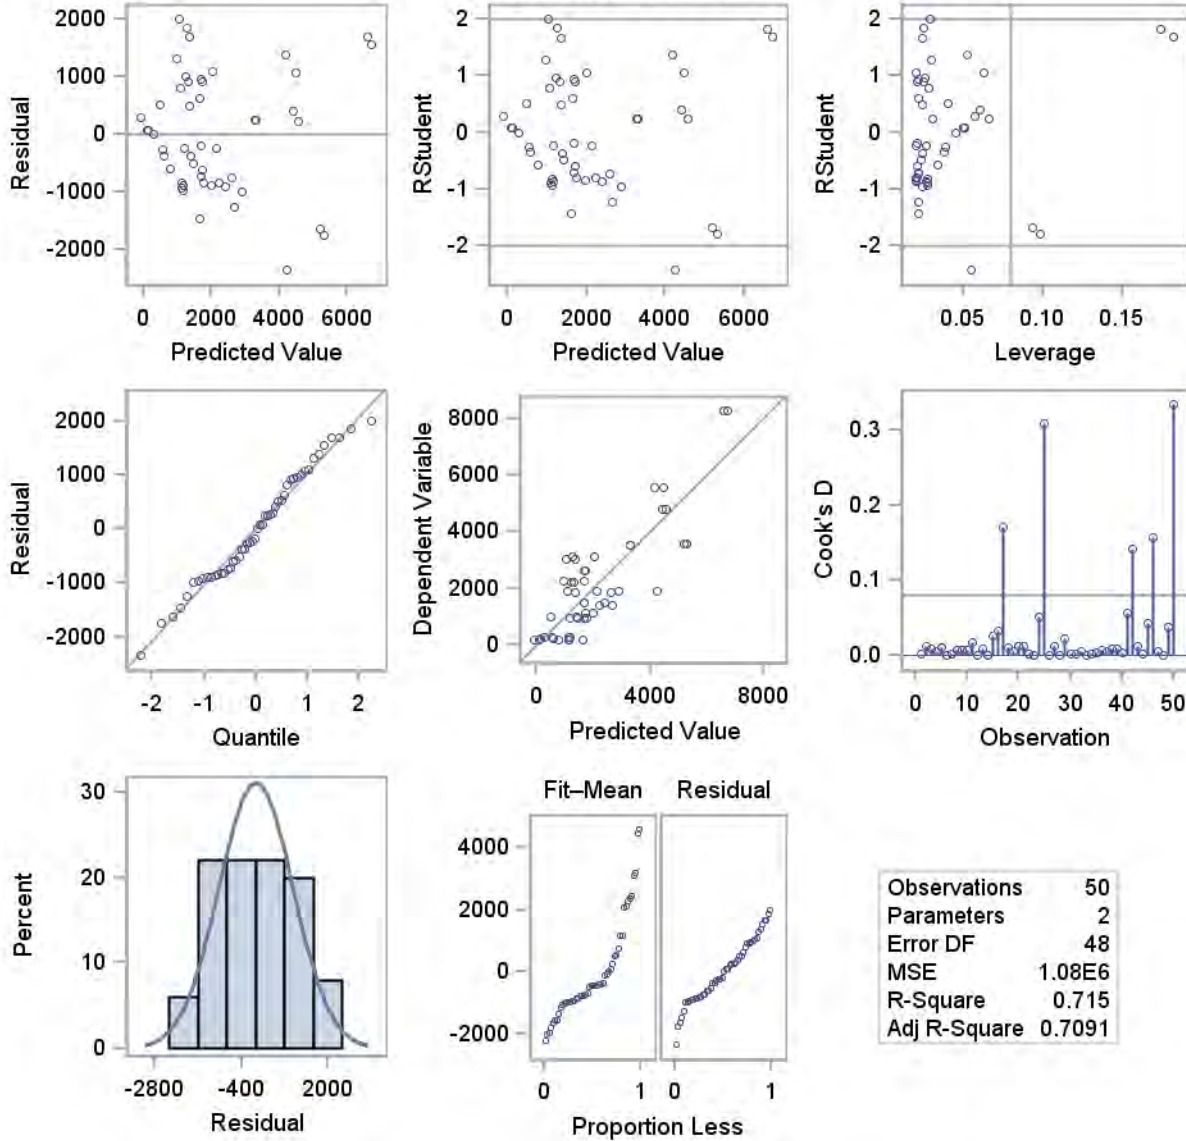 2000
1000
0
-1000
-2000
Residual
0 2000 4000 6000
Predicted Value
2
1
0
-1
-2
RStudent
0 2000 4000 6000
Predicted Value
2
1
0
-1
-2
RStudent
0.05 0.10 0.15
Leverage
2000
1000
0
-1000
-2000
Residual
-2 -1 0 1 2
Quantile
8000
6000
4000
2000
0
Dependent Variable
0 4000 8000
Predicted Value
0.3
0.2
0.1
0.0
Cook's D
0 10 20 30 40 50
Observation
30
20
10
0
Percent
-2800 -400 2000
Residual
Fit–Mean Residual
4000
2000
0
-2000
0 1 0 1
Proportion Less
Observations 50
Parameters 2
Error DF 48
MSE 1.08E6
R-Square 0.715
Adj R-Square 0.7091